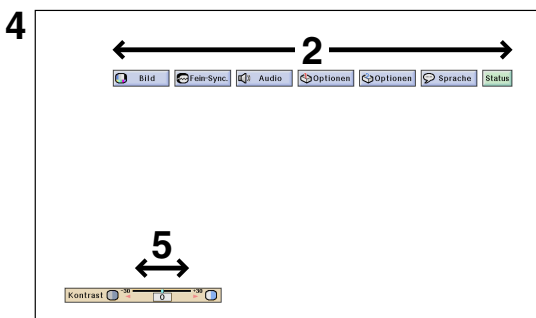 4
2
Bild Fein-Sync. Audio Optionen Optionen Sprache Status
5
Kontrast -30 0 +30